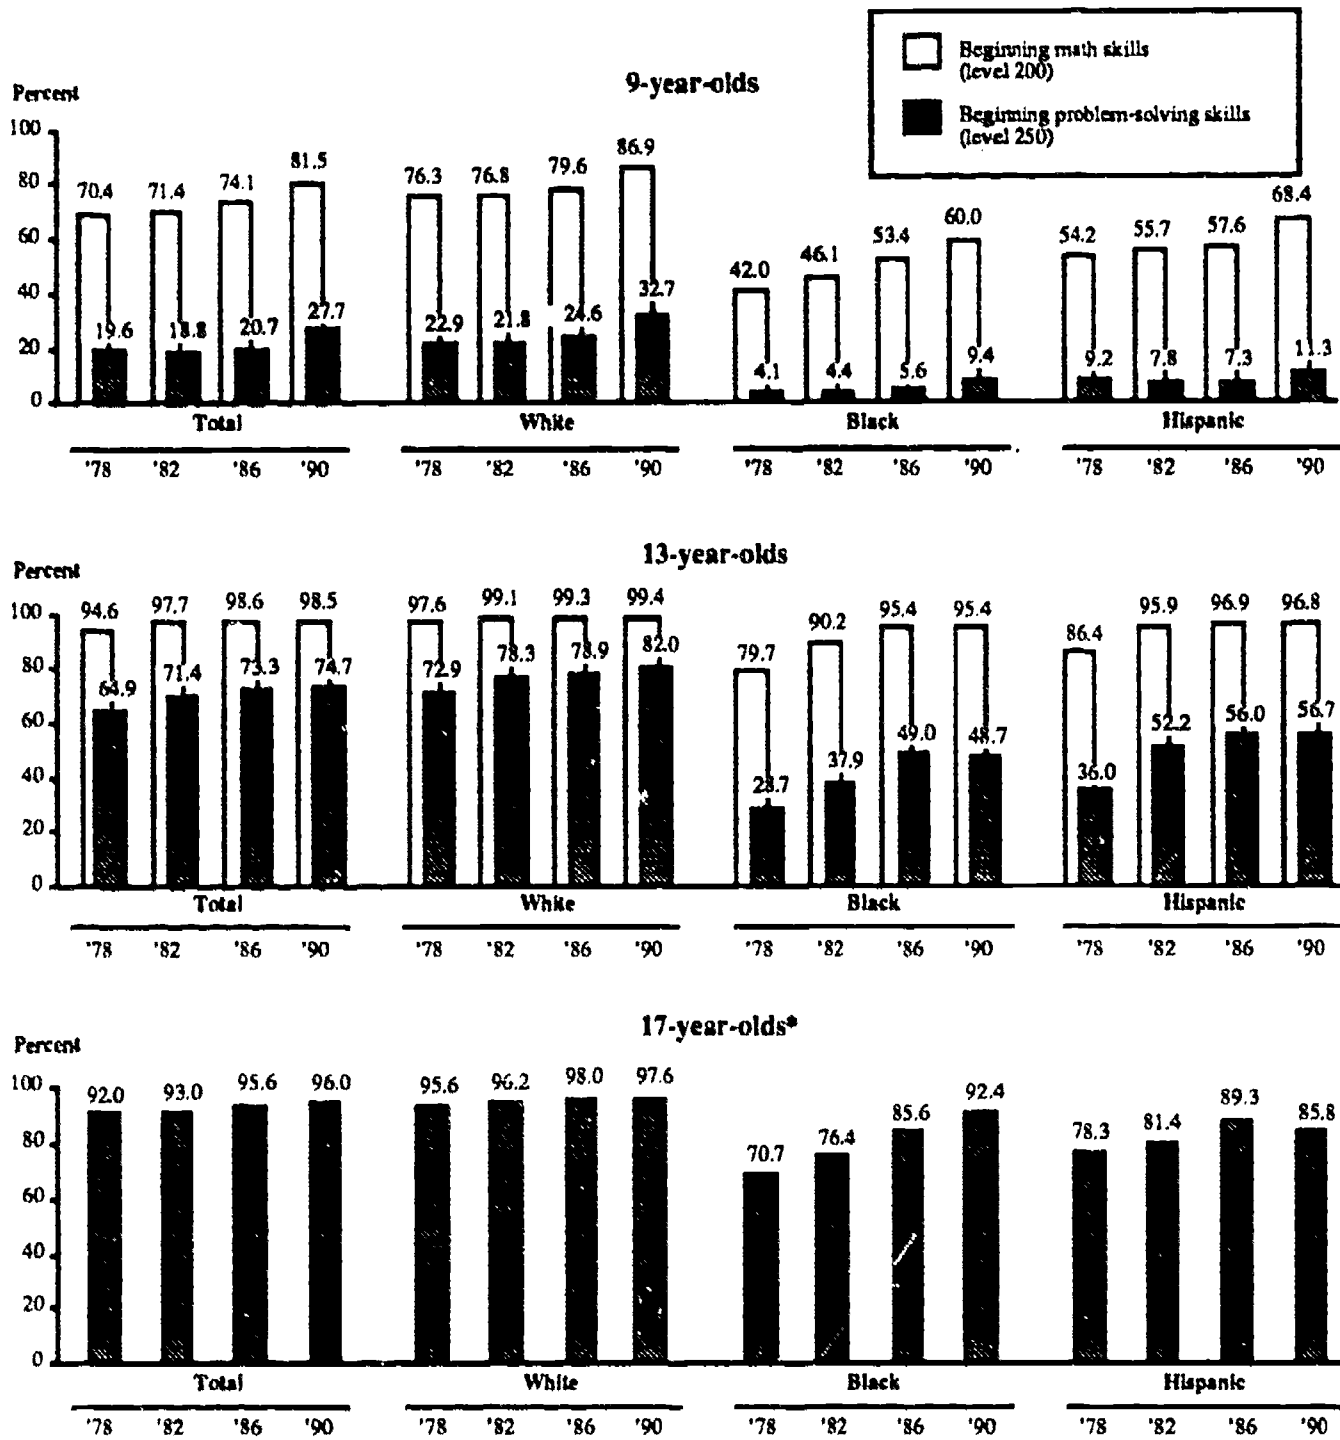 Beginning math skills
(level 200)
Beginning problem-solving skills
(level 250)
9-year-olds
Percent
100
80
60
40
20
0
70.4 71.4 74.1 81.5 76.3 76.8 79.6 86.9 42.0 46.1 53.4 60.0 54.2 55.7 57.6 68.4
19.6 18.8 20.7 27.7 22.9 21.8 24.6 32.7 4.1 4.4 5.6 9.4 9.2 7.8 7.3 11.3
Total White Black Hispanic
'78 '82 '86 '90 '78 '82 '86 '90 '78 '82 '86 '90 '78 '82 '86 '90
13-year-olds
Percent
100
80
60
40
20
0
94.6 97.7 98.6 98.5 97.6 99.1 99.3 99.4 79.7 90.2 95.4 95.4 86.4 95.9 96.9 96.8
64.9 71.4 73.3 74.7 72.9 78.3 78.9 82.0 28.7 37.9 49.0 48.7 36.0 52.2 56.0 56.7
Total White Black Hispanic
'78 '82 '86 '90 '78 '82 '86 '90 '78 '82 '86 '90 '78 '82 '86 '90
17-year-olds*
Percent
100
80
60
40
20
0
92.0 93.0 95.6 96.0 95.6 96.2 98.0 97.6 70.7 76.4 85.6 92.4 78.3 81.4 89.3 85.8
Total White Black Hispanic
'78 '82 '86 '90 '78 '82 '86 '90 '78 '82 '86 '90 '78 '82 '86 '90